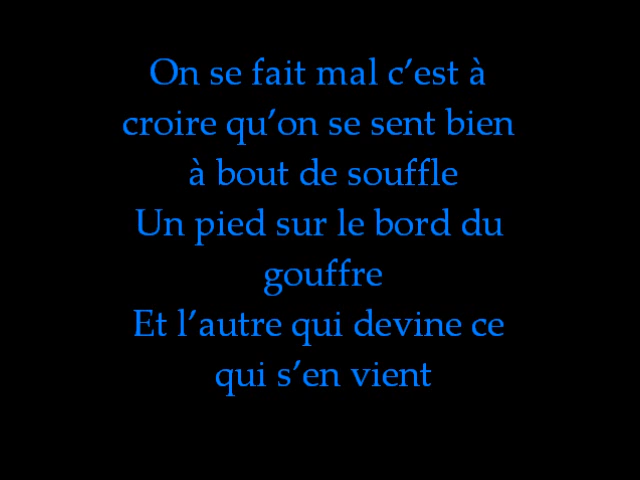 On se fait mal c’est à
croire qu’on se sent bien
à bout de souffle
Un pied sur le bord du
gouffre
Et l’autre qui devine ce
qui s’en vient